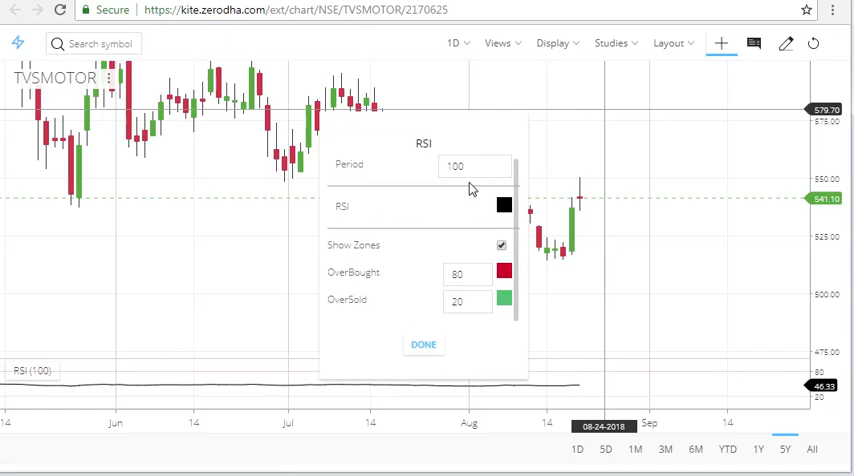 Secure https://kite.zerodha.com/ext/chart/NSE/TVSMOTOR/2170625
Search symbol 1D Views Display Studies Layout
TVSMOTOR
579.70
575.00
RSI
Period 100
550.00
541.10
RSI
Show Zones
525.00
OverBought 80
OverSold 20
500.00
DONE
475.00
RSI (100)
80
46.33
20
14 Jun 14 Jul 14 Aug 14 Sep 14
08-24-2018
1D 5D 1M 3M 6M YTD 1Y 5Y All